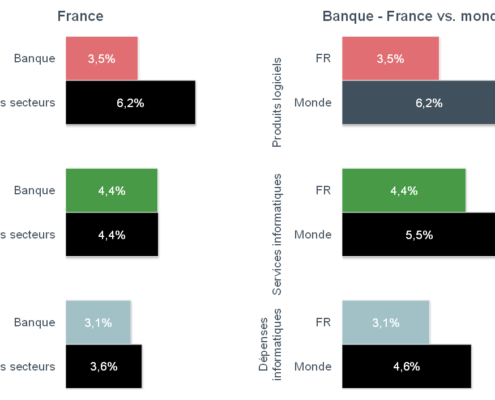 France
Banque - France vs. mond
Banque
3,5%
s secteurs
6,2%
Produits logiciels
FR
3,5%
Monde
6,2%
Banque
4,4%
s secteurs
4,4%
Services informatiques
FR
4,4%
Monde
5,5%
Banque
3,1%
s secteurs
3,6%
Dépenses
informatiques
FR
3,1%
Monde
4,6%